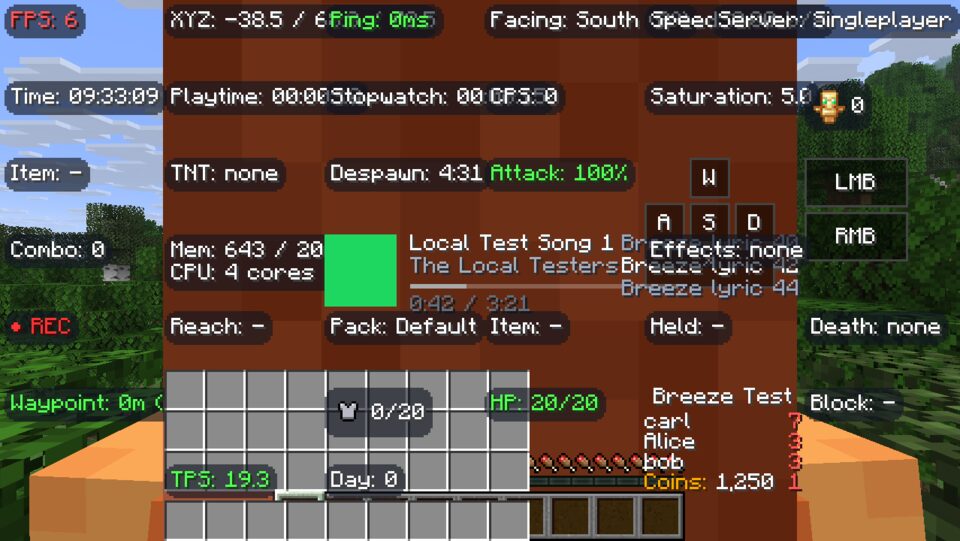 FPS: 6
XYZ: -38.5 / 6
Ping: 0ms
Facing: South
Speed
Server: Singleplayer
Time: 09:33:09
Playtime: 00:00
Stopwatch: 00:
CPS: 0
Saturation: 5.0
0
Item: -
TNT: none
Despawn: 4:31
Attack: 100%
W
LMB
A S D
RMB
Combo: 0
Mem: 643 / 20
CPU: 4 cores
Local Test Song 1
The Local Testers
0:42 / 3:21
Effects: none
Breeze lyric 42
Breeze lyric 44
REC
Reach: -
Pack: Default
Item: -
Held: -
Death: none
Waypoint: 0m (
0/20
HP: 20/20
Breeze Test
carl 7
Alice 3
bob 3
Coins: 1,250 1
Block: -
TPS: 19.3
Day: 0